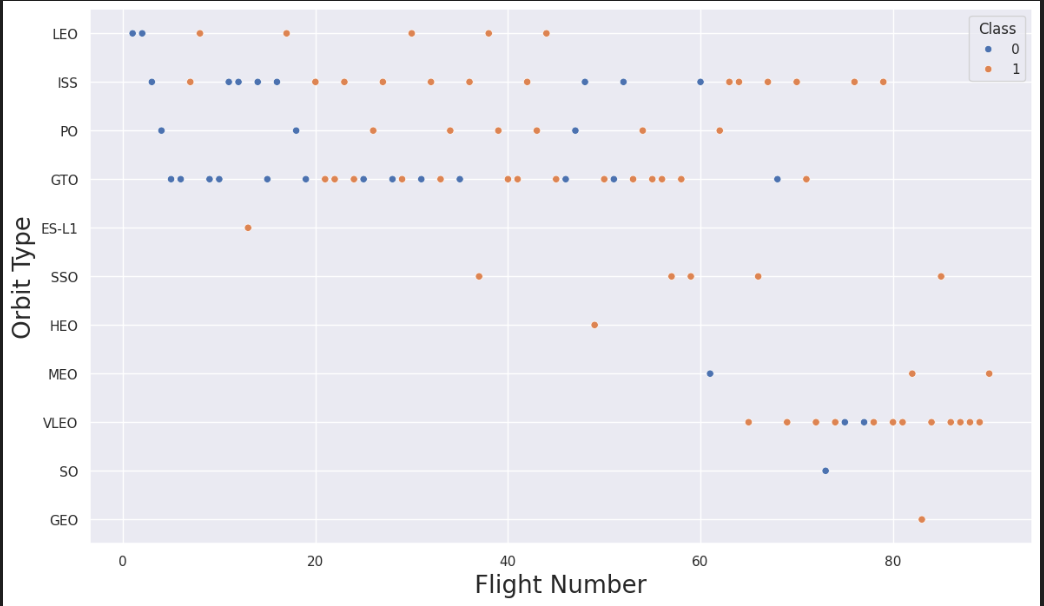 LEO
ISS
PO
GTO
ES-L1
SSO
HEO
MEO
VLEO
SO
GEO
Orbit Type
0 20 40 60 80
Flight Number
Class
0
1